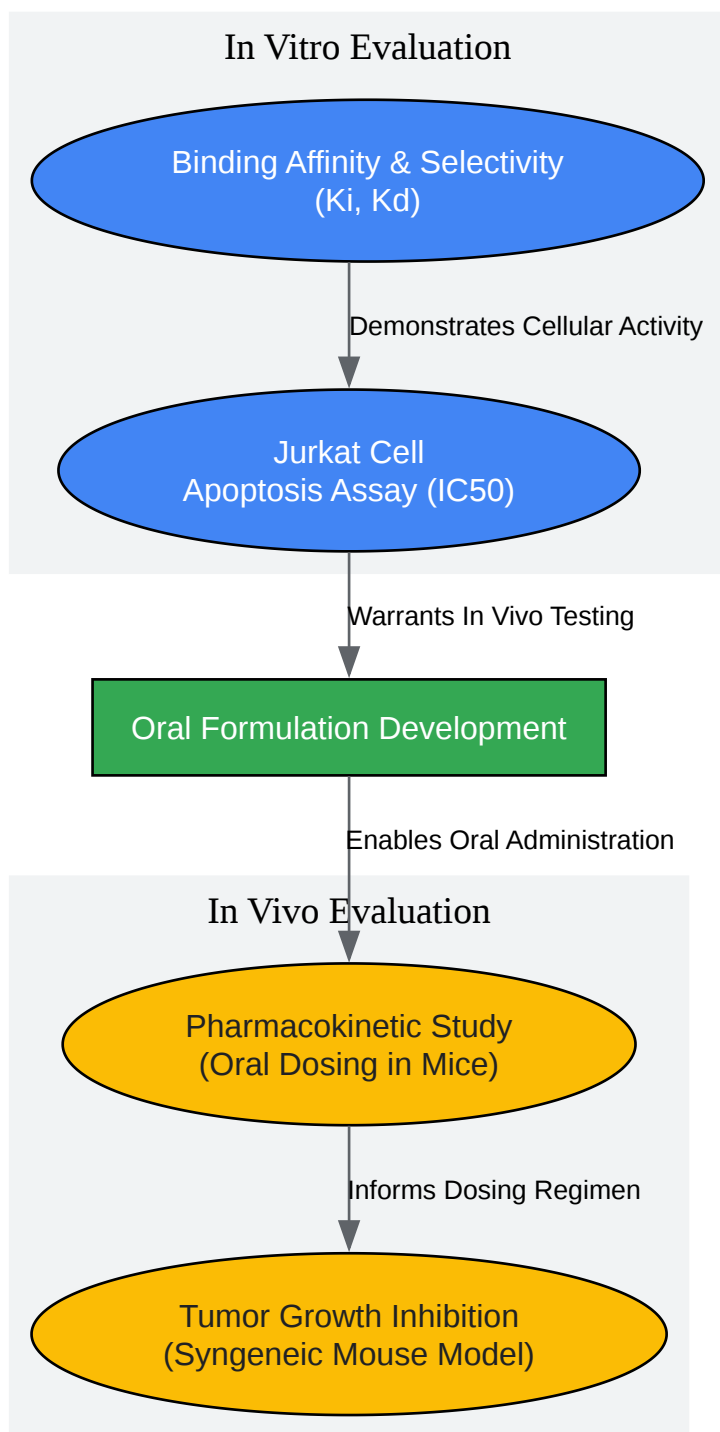 In Vitro Evaluation
Binding Affinity & Selectivity
(Ki, Kd)
Demonstrates Cellular Activity
Jurkat Cell
Apoptosis Assay (IC50)
Warrants In Vivo Testing
Oral Formulation Development
Enables Oral Administration
In Vivo Evaluation
Pharmacokinetic Study
(Oral Dosing in Mice)
Informs Dosing Regimen
Tumor Growth Inhibition
(Syngeneic Mouse Model)